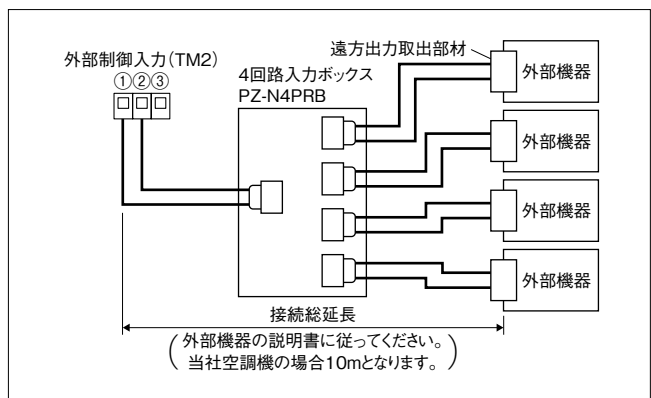 外部制御入力（TM2）
①②③
4回路入力ボックス
PZ-N4PRB
遠方出力取出部材
外部機器
外部機器
外部機器
外部機器
接続総延長
（外部機器の説明書に従ってください。
当社空調機の場合10mとなります。）